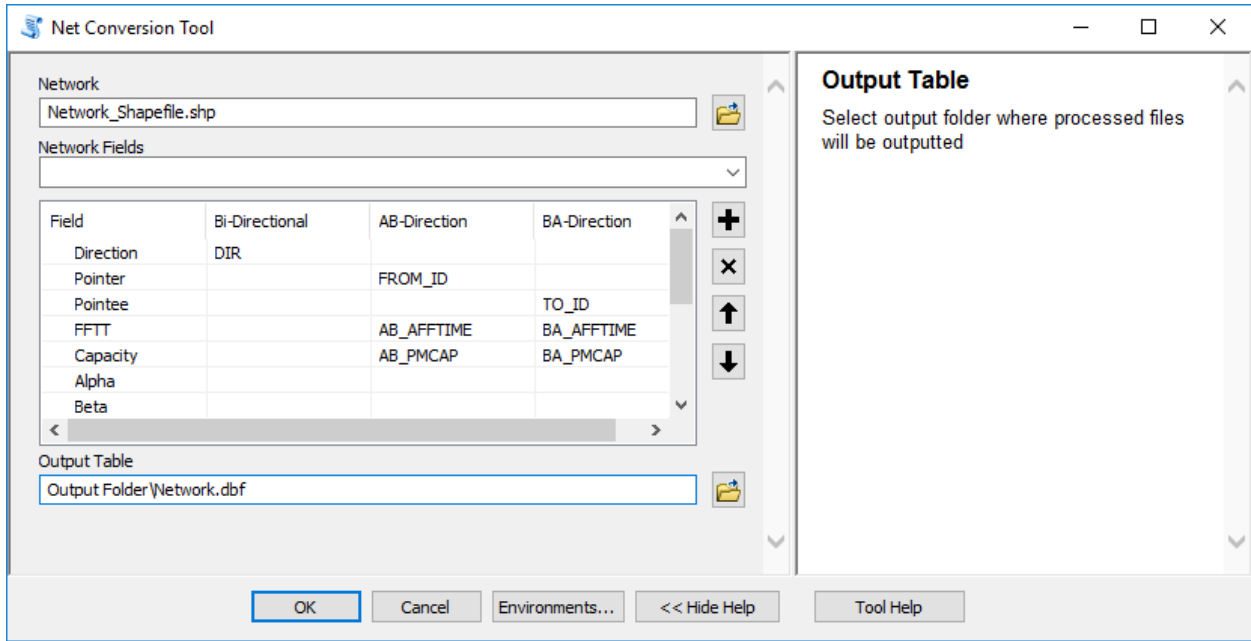 Net Conversion Tool
Network
Network_Shapefile.shp
Network Fields
Field Bi-Directional AB-Direction BA-Direction
Direction DIR
Pointer FROM_ID
Pointee TO_ID
FFTT AB_AFFTIME BA_AFFTIME
Capacity AB_PMCAP BA_PMCAP
Alpha
Beta
Output Table
Output Folder\Network.dbf
Output Table
Select output folder where processed files
will be outputted
OK Cancel Environments... << Hide Help Tool Help